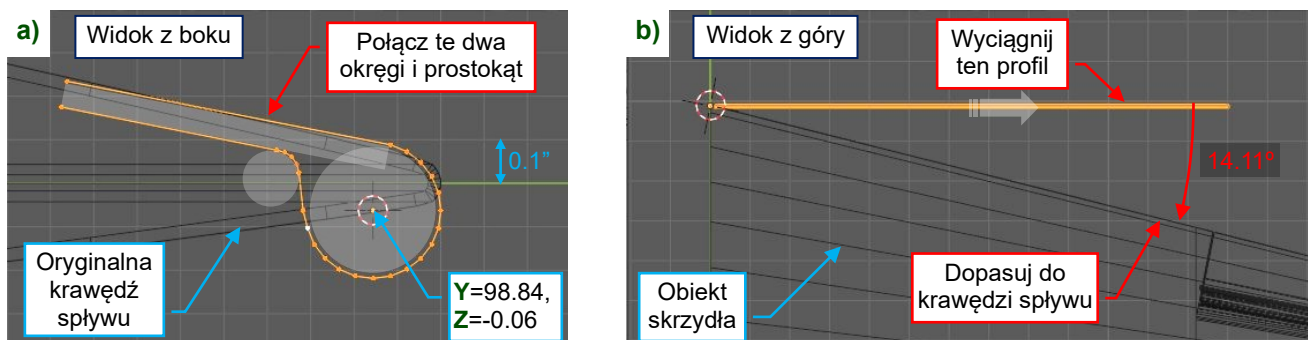 a)
Widok z boku
Połącz te dwa
okręgi i prostokąt
0.1”
Oryginalna
krawędź
spływu
Y=98.84,
Z=-0.06
b)
Widok z góry
Wyciągnij
ten profil
14.11º
Obiekt
skrzydła
Dopasuj do
krawędzi spływu